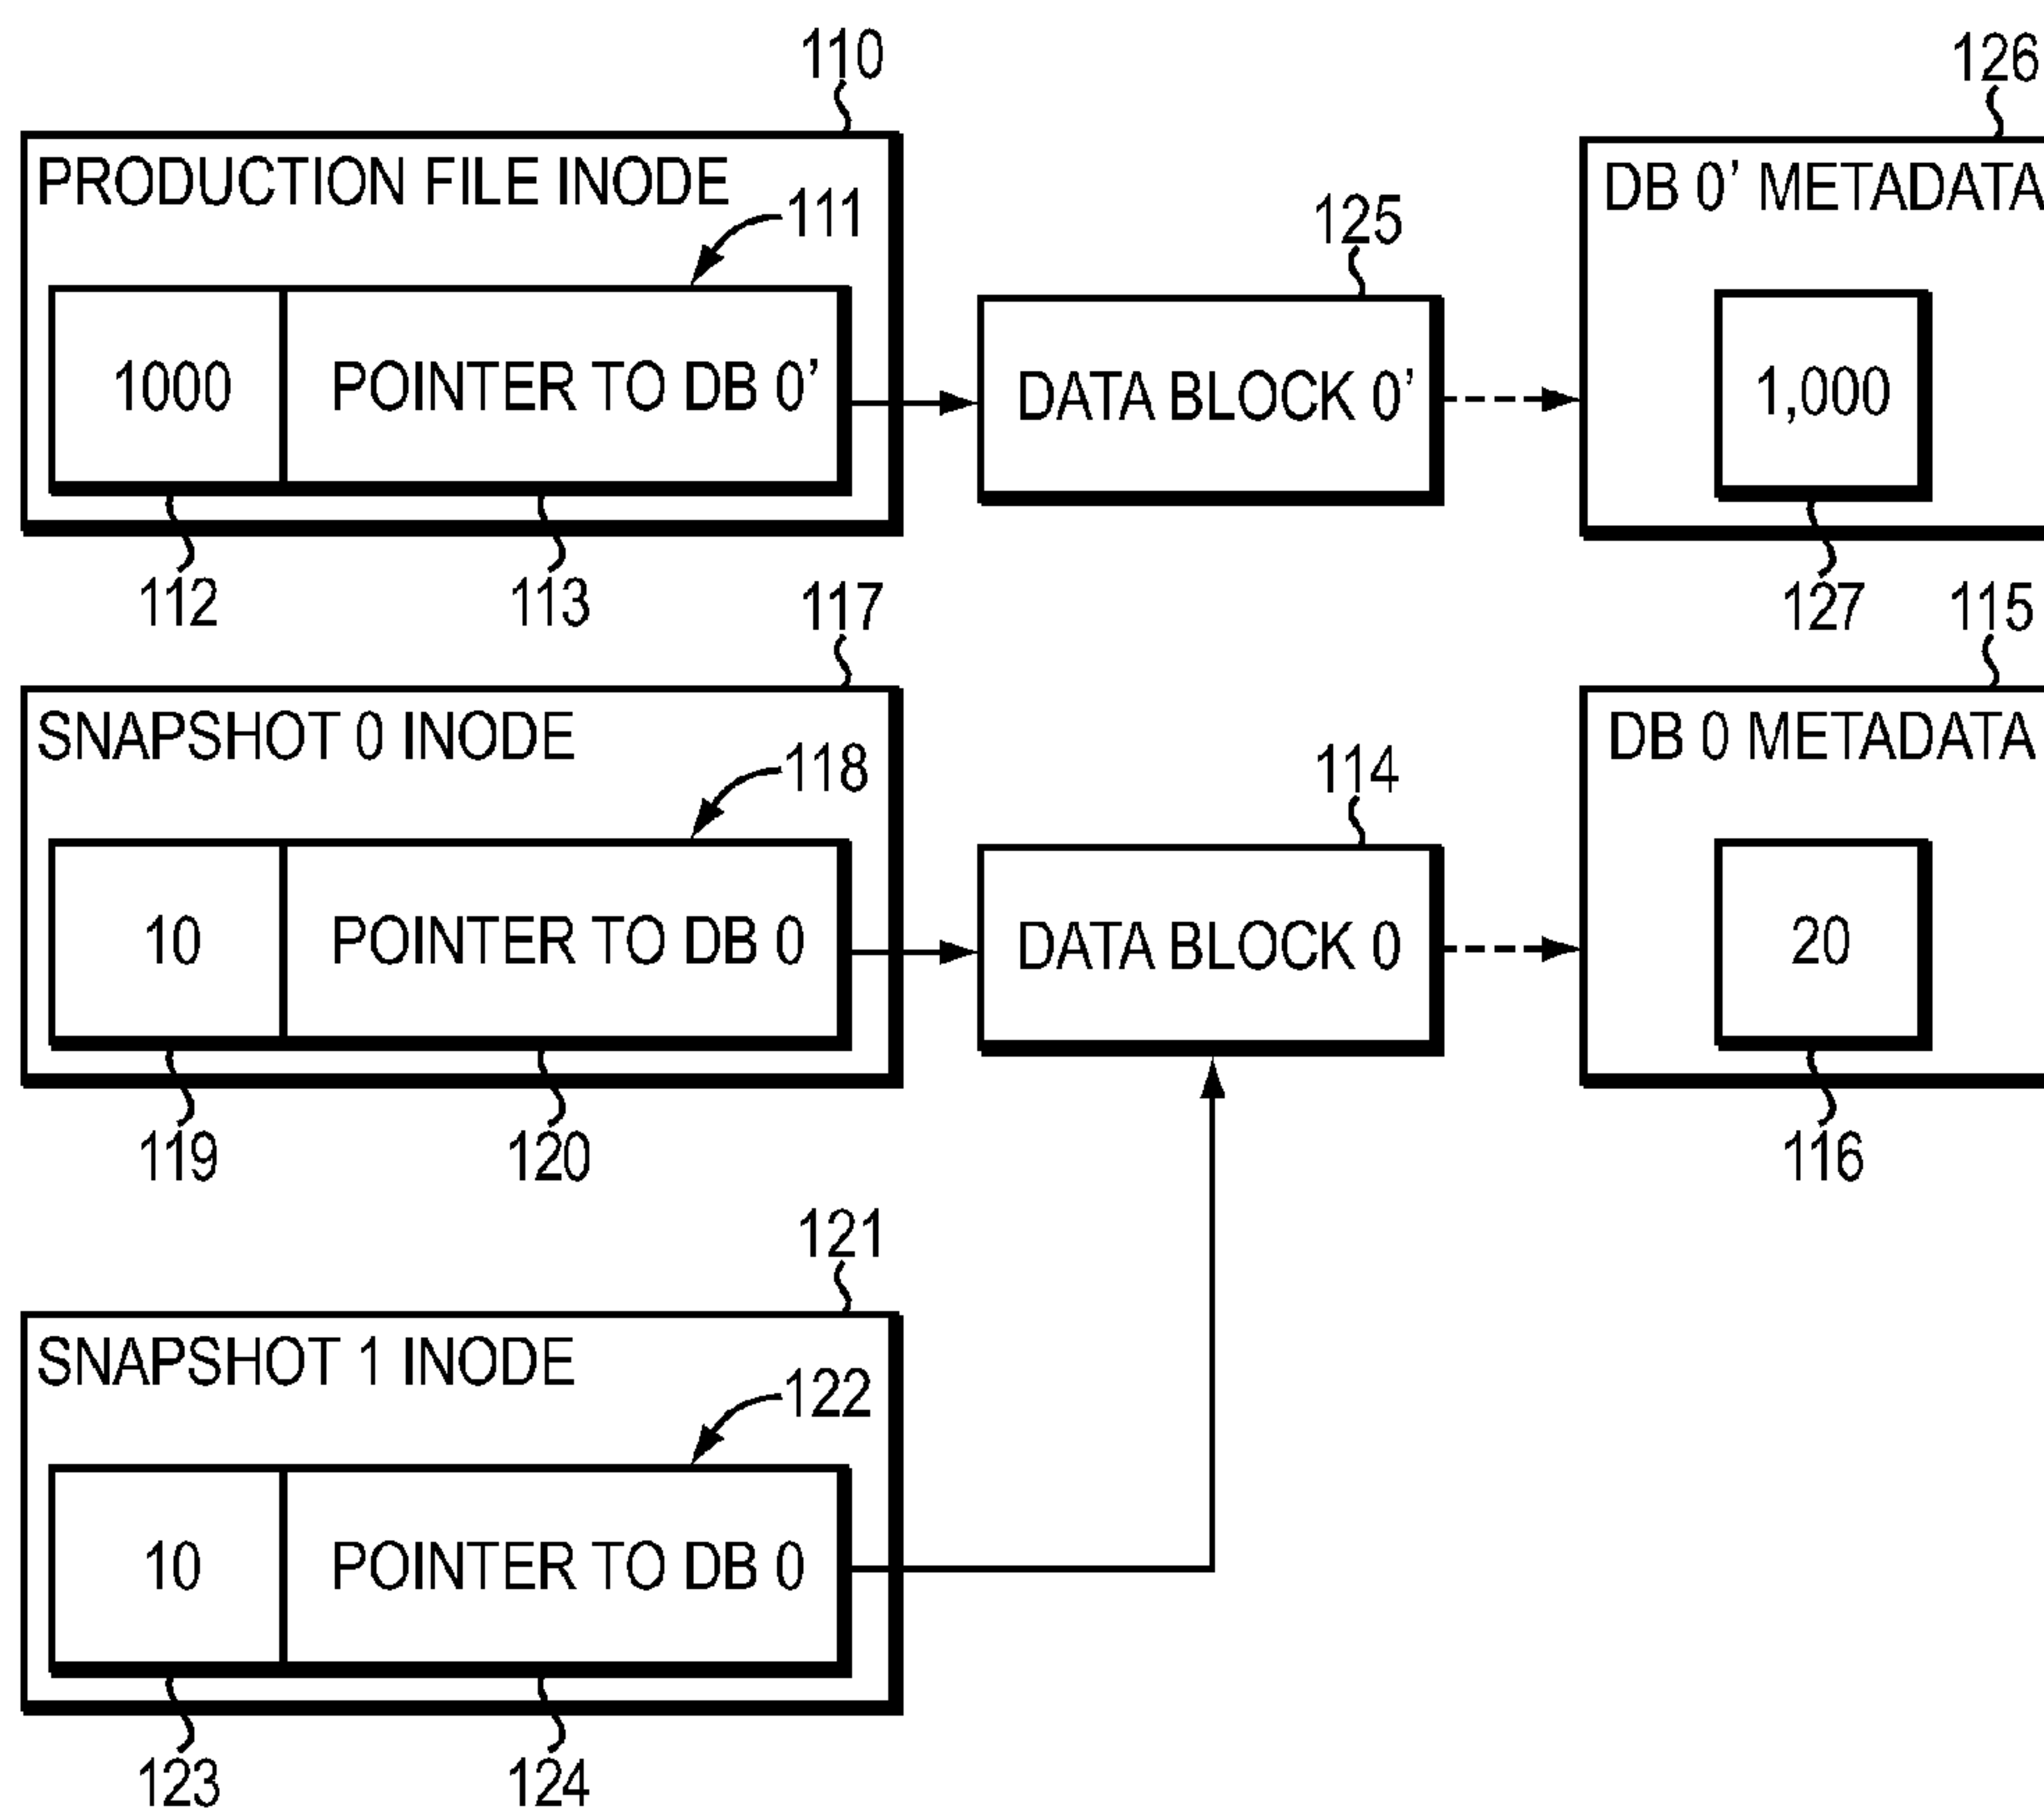 110
126
PRODUCTION FILE INODE
111
DB 0’ METADATA
125
1000
POINTER TO DB 0’
DATA BLOCK 0’
1,000
112
113
127
117
115
SNAPSHOT 0 INODE
118
DB 0 METADATA
114
10
POINTER TO DB 0
DATA BLOCK 0
20
119
120
116
121
SNAPSHOT 1 INODE
122
10
POINTER TO DB 0
123
124